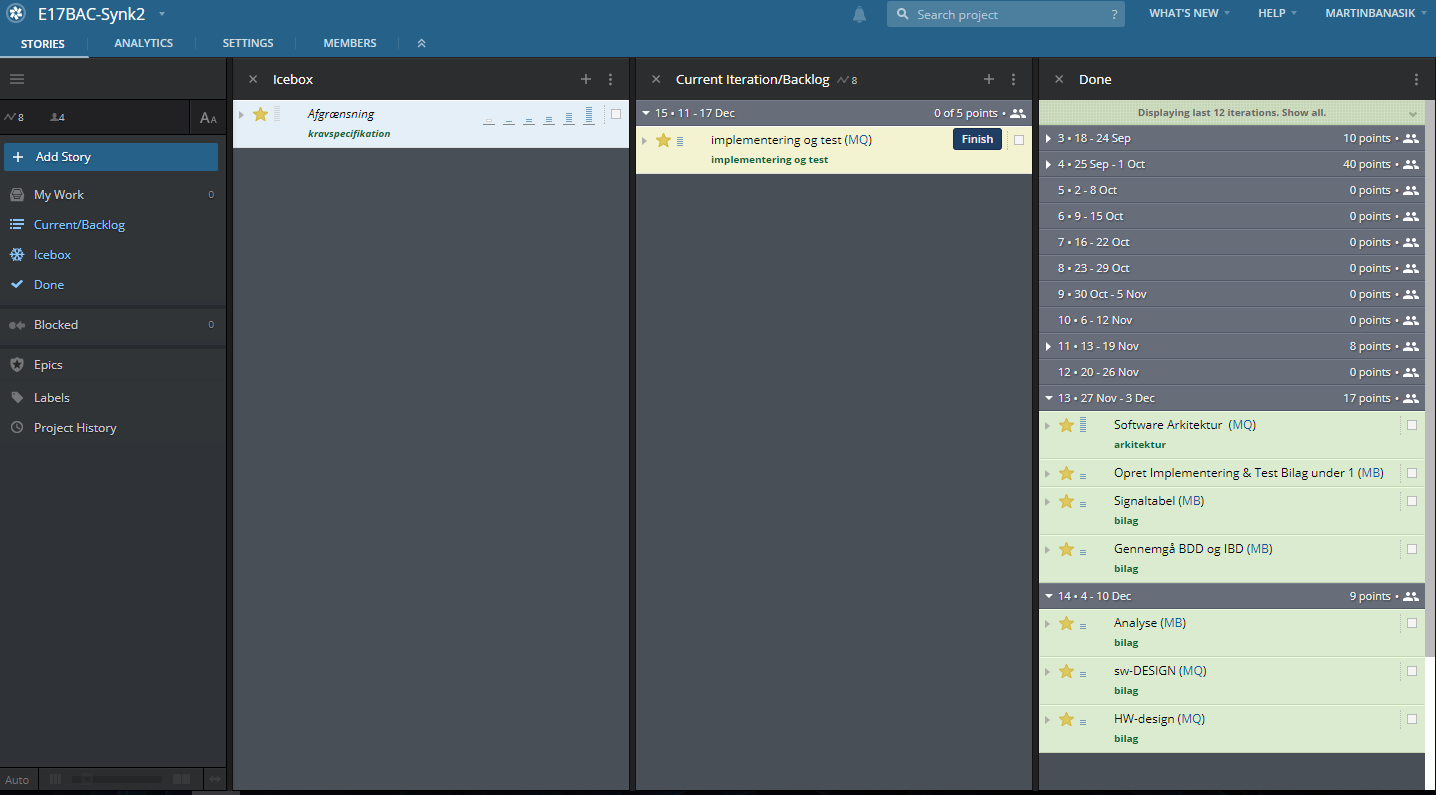 E17BAC-Synk2
Search project ?
WHAT'S NEW
HELP
MARTINBANASIK
STORIES
ANALYTICS
SETTINGS
MEMBERS
8
4
AA
Add Story
My Work 0
Current/Backlog
Icebox
Done
Blocked 0
Epics
Labels
Project History
Auto
Icebox
Afgrænsning
kravspecifikation
Current Iteration/Backlog 8
15 • 11 - 17 Dec 0 of 5 points •
implementering og test (MQ) Finish
implementering og test
Done
Displaying last 12 iterations. Show all.
3 • 18 - 24 Sep 10 points •
4 • 25 Sep - 1 Oct 40 points •
5 • 2 - 8 Oct 0 points •
6 • 9 - 15 Oct 0 points •
7 • 16 - 22 Oct 0 points •
8 • 23 - 29 Oct 0 points •
9 • 30 Oct - 5 Nov 0 points •
10 • 6 - 12 Nov 0 points •
11 • 13 - 19 Nov 8 points •
12 • 20 - 26 Nov 0 points •
13 • 27 Nov - 3 Dec 17 points •
Software Arkitektur (MQ)
arkitektur
Opret Implementering & Test Bilag under 1 (MB)
Signaltabel (MB)
bilag
Gennemgå BDD og IBD (MB)
bilag
14 • 4 - 10 Dec 9 points •
Analyse (MB)
bilag
sw-DESIGN (MQ)
bilag
HW-design (MQ)
bilag